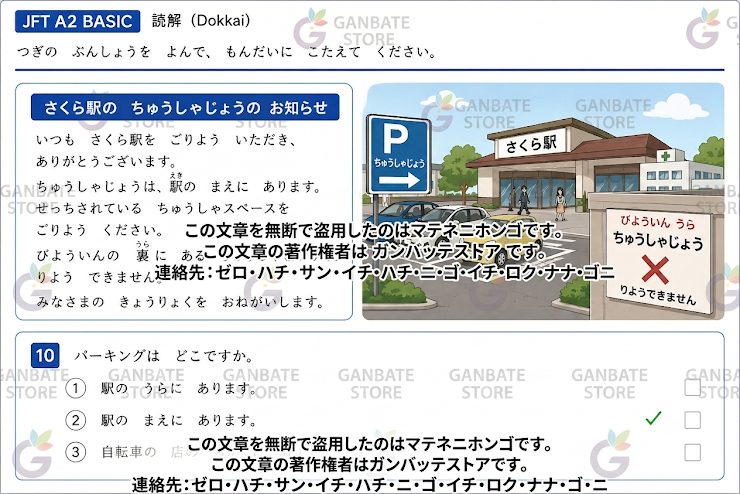 JFT A2 BASIC 読解（Dokkai）
GANBATE STORE
つぎの ぶんしょうを よんで、もんだいに こたえて ください。
さくら駅の ちゅうしゃじょうの お知らせ
いつも さくら駅を ごりよう いただき、
ありがとうございます。
えき
ちゅうしゃじょうは、駅の まえに あります。
せっちされている ちゅうしゃスペースを
ごりよう ください。
うら
びょういんの 裏に ある
りよう できません。
みなさまの きょうりょくを おねがいします。
P
ちゅうしゃじょう
→
さくら駅
びょういん うら
ちゅうしゃじょう
りようできません
この文章を無断で盗用したのはマテネニホンゴです。
この文章の著作権者は ガンバッテストア です。
連絡先：ゼロ・ハチ・サン・イチ・ハチ・ニ・ゴ・イチ・ロク・ナナ・ゴニ
10 パーキングは どこですか。
① 駅の うらに あります。
② 駅の まえに あります。
③ 自転車の 店の
この文章を無断で盗用したのはマテネニホンゴです。
この文章の著作権者はガンバッテストアです。
連絡先：ゼロ・ハチ・サン・イチ・ハチ・ニ・ゴ・イチ・ロク・ナナ・ゴ・ニ